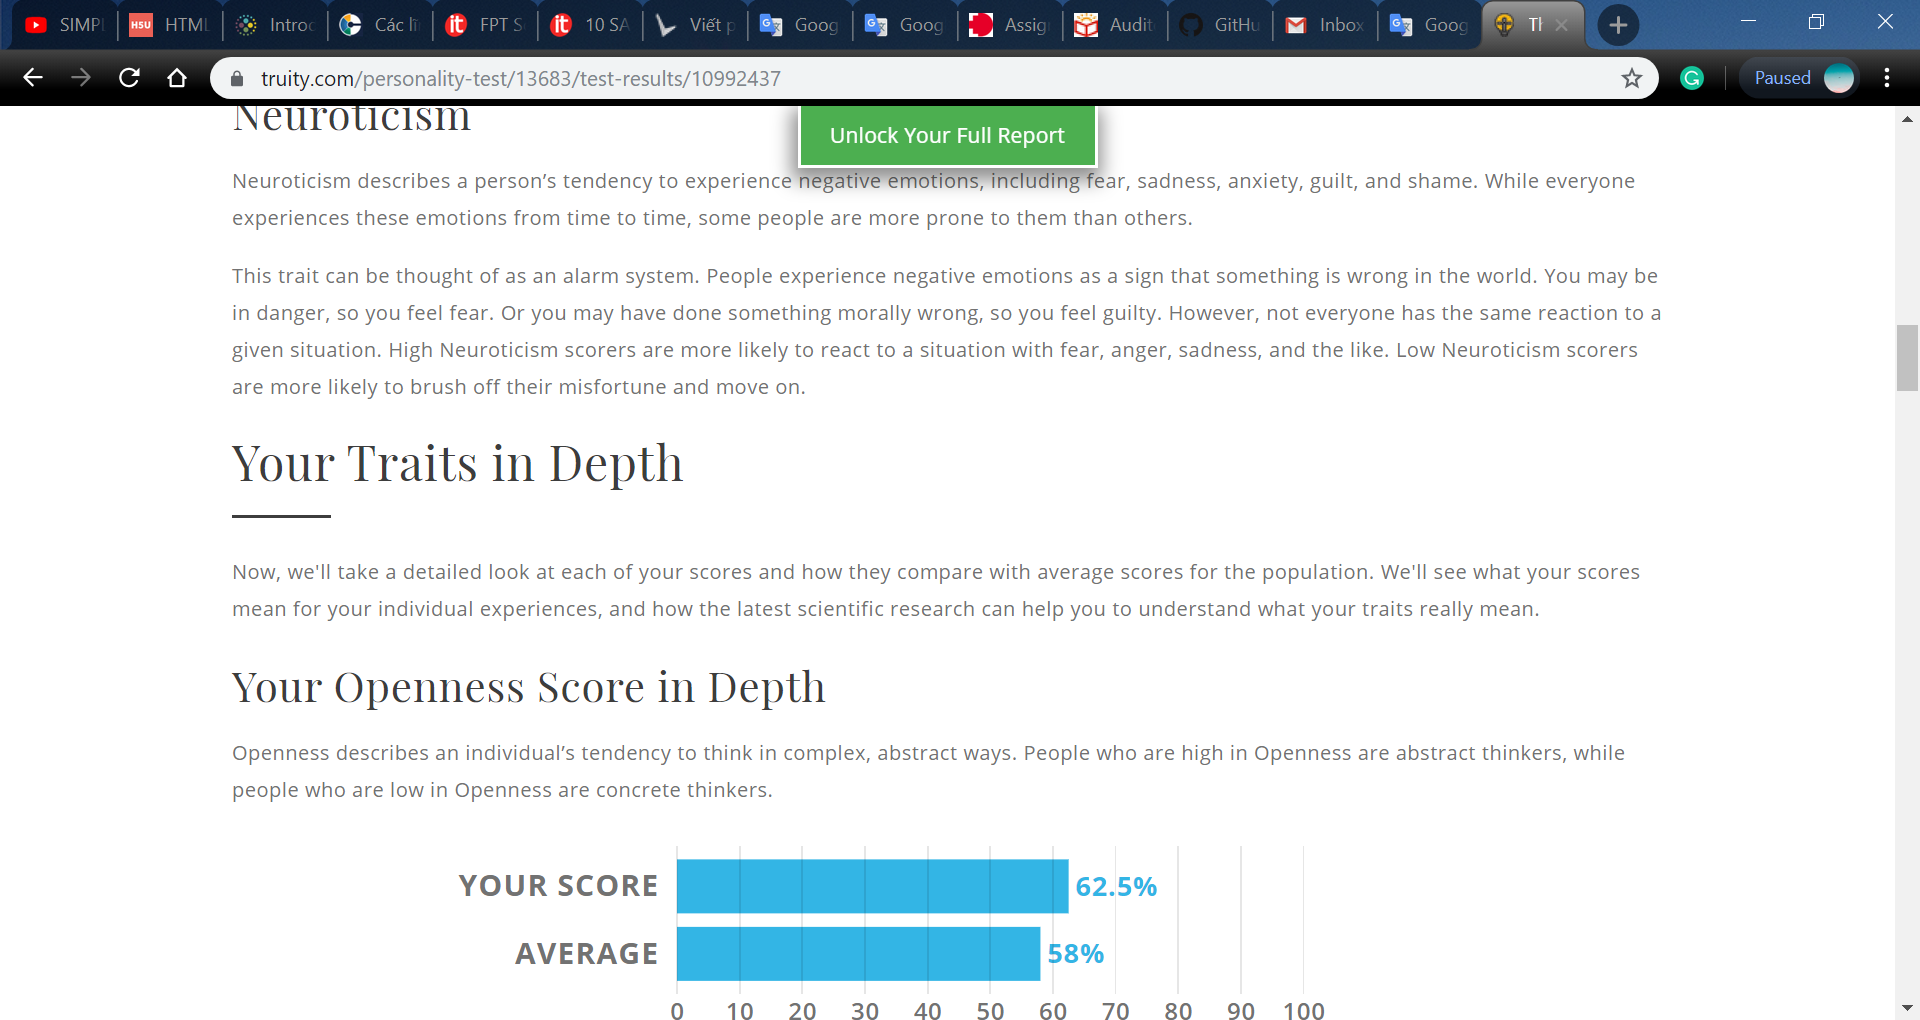 SIMPL
HSU HTML
Introc
Các lĩ
it FPT S
it 10 SA
Viết p
Goog
Goog
Assig
Audit
GitHu
Inbox
Goog
Th
truity.com/personality-test/13683/test-results/10992437
Paused
Neuroticism
Unlock Your Full Report
Neuroticism describes a person’s tendency to experience negative emotions, including fear, sadness, anxiety, guilt, and shame. While everyone
experiences these emotions from time to time, some people are more prone to them than others.
This trait can be thought of as an alarm system. People experience negative emotions as a sign that something is wrong in the world. You may be
in danger, so you feel fear. Or you may have done something morally wrong, so you feel guilty. However, not everyone has the same reaction to a
given situation. High Neuroticism scorers are more likely to react to a situation with fear, anger, sadness, and the like. Low Neuroticism scorers
are more likely to brush off their misfortune and move on.
Your Traits in Depth
Now, we'll take a detailed look at each of your scores and how they compare with average scores for the population. We'll see what your scores
mean for your individual experiences, and how the latest scientific research can help you to understand what your traits really mean.
Your Openness Score in Depth
Openness describes an individual’s tendency to think in complex, abstract ways. People who are high in Openness are abstract thinkers, while
people who are low in Openness are concrete thinkers.
YOUR SCORE 62.5%
AVERAGE 58%
0 10 20 30 40 50 60 70 80 90 100